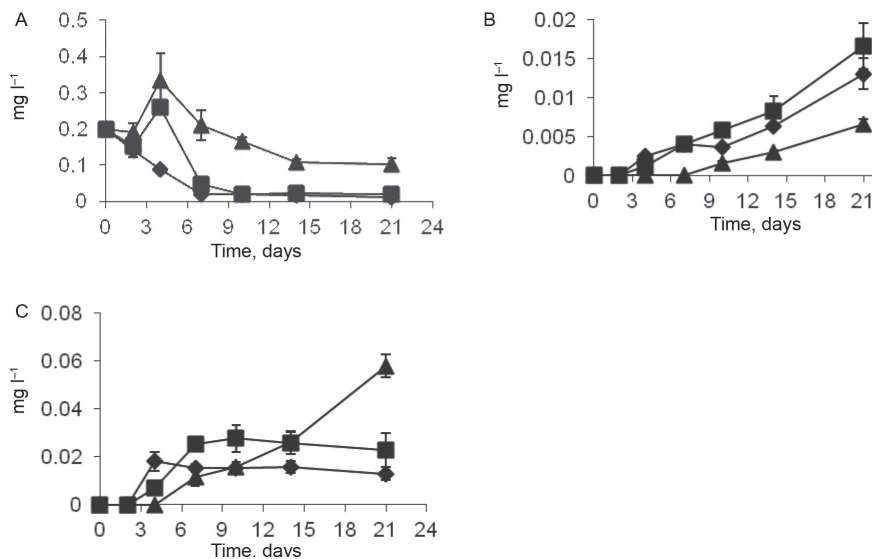 A
0.5
0.4
0.3
0.2
0.1
0
mg l⁻¹
0 3 6 9 12 15 18 21 24
Time, days
B
0.02
0.015
0.01
0.005
0
mg l⁻¹
0 3 6 9 12 15 18 21
Time, days
C
0.08
0.06
0.04
0.02
0
mg l⁻¹
0 3 6 9 12 15 18 21 24
Time, days